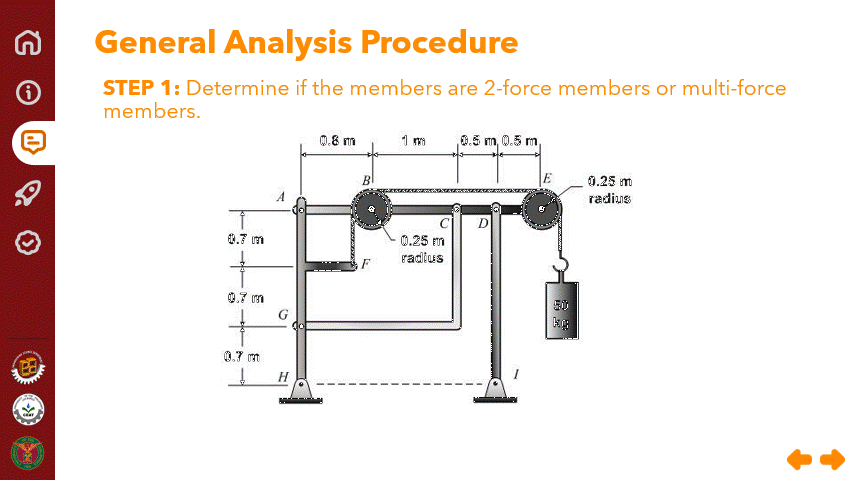 General Analysis Procedure
STEP 1: Determine if the members are 2-force members or multi-force
members.
0.8 m
1 m
0.5 m
0.5 m
B
E
0.25 m
radius
A
C
D
0.25 m
radius
0.7 m
F
0.7 m
G
50
kg
0.7 m
H
I